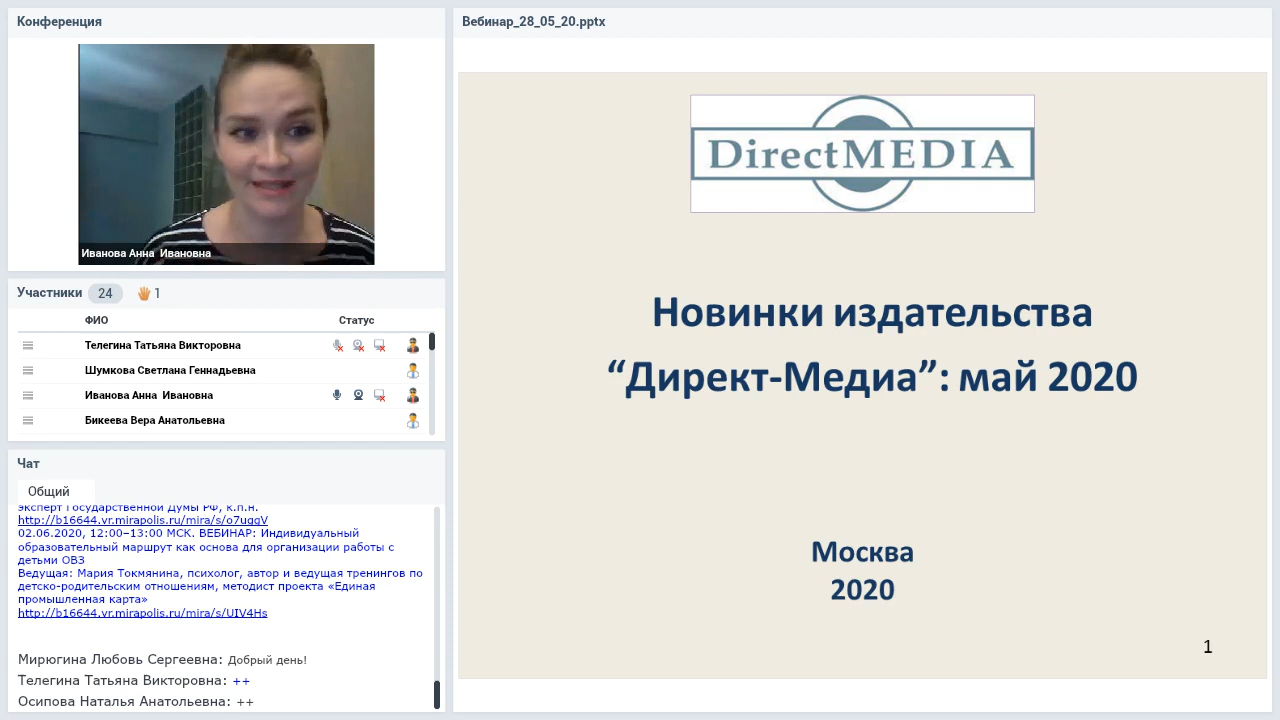 Конференция
Иванова Анна Ивановна
Участники 24 1
ФИО Статус
Телегина Татьяна Викторовна
Шумкова Светлана Геннадьевна
Иванова Анна Ивановна
Бикеева Вера Анатольевна
Чат
Общий
эксперт Государственной Думы РФ, к.п.н.
http://b16644.vr.mirapolis.ru/mira/s/o7uggV
02.06.2020, 12:00–13:00 МСК. ВЕБИНАР: Индивидуальный
образовательный маршрут как основа для организации работы с
детьми ОВЗ
Ведущая: Мария Токмянина, психолог, автор и ведущая тренингов по
детско-родительским отношениям, методист проекта «Единая
промышленная карта»
http://b16644.vr.mirapolis.ru/mira/s/UIV4Hs
Мирюгина Любовь Сергеевна: Добрый день!
Телегина Татьяна Викторовна: ++
Осипова Наталья Анатольевна: ++
Вебинар_28_05_20.pptx
DirectMEDIA
Новинки издательства
“Директ-Медиа”: май 2020
Москва
2020
1